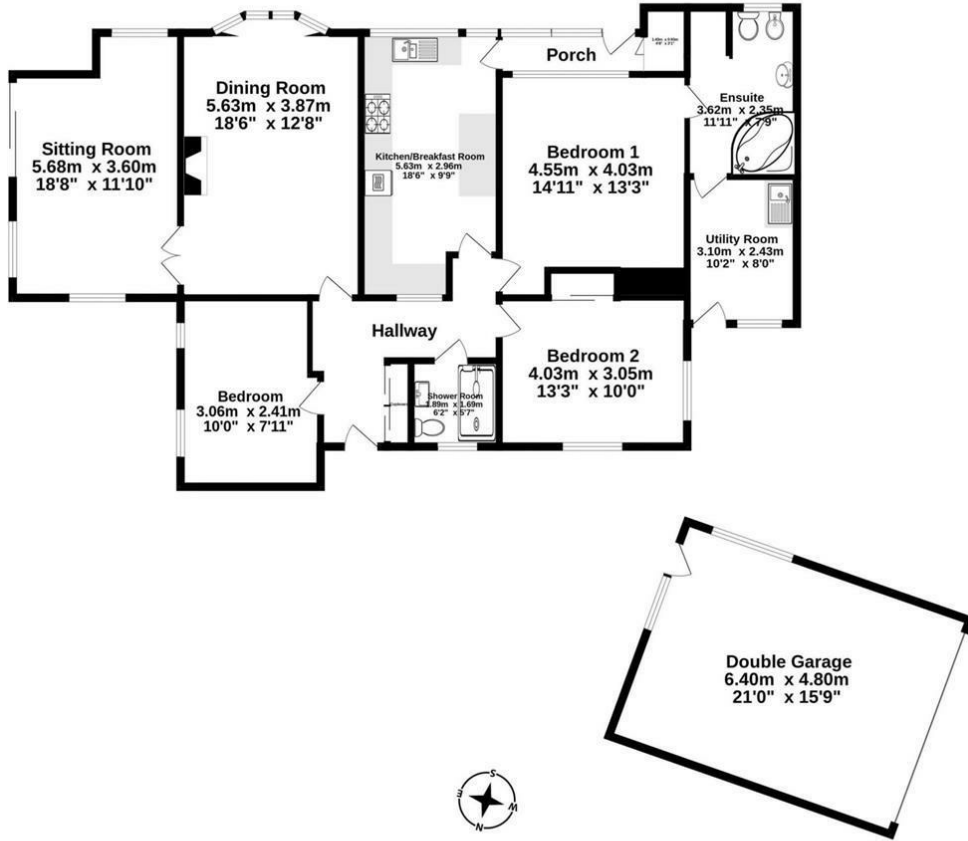 Porch
Dining Room
5.63m x 3.87m
18'6" x 12'8"
Sitting Room
5.68m x 3.60m
18'8" x 11'10"
Kitchen/Breakfast Room
5.63m x 2.96m
18'6" x 9'9"
Bedroom 1
4.55m x 4.03m
14'11" x 13'3"
Ensuite
3.62m x 2.35m
11'11" x 7'9"
Utility Room
3.10m x 2.43m
10'2" x 8'0"
Hallway
Bedroom 2
4.03m x 3.05m
13'3" x 10'0"
Bedroom
3.06m x 2.41m
10'0" x 7'11"
Shower Room
1.89m x 1.69m
6'2" x 5'7"
Double Garage
6.40m x 4.80m
21'0" x 15'9"
S
E
W
N